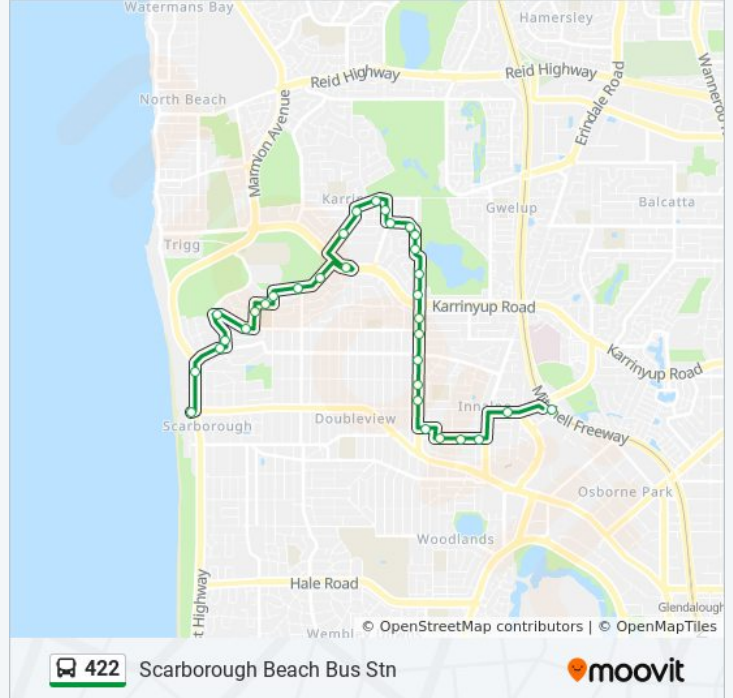 Watermans Bay
Hamersley
Reid Highway
Reid Highway
North Beach
Erindale Road
Wanneroo
Marmion Avenue
Karrin
Gwelup
Balcatta
Trigg
Karrinyup Road
Karrinyup Road
Innaloo
Mitchell Freeway
Scarborough
Doubleview
Osborne Park
Woodlands
Hale Road
t Highway
Glendalough
Wembl
© OpenStreetMap contributors | © OpenMapTiles
422 Scarborough Beach Bus Stn
moovit